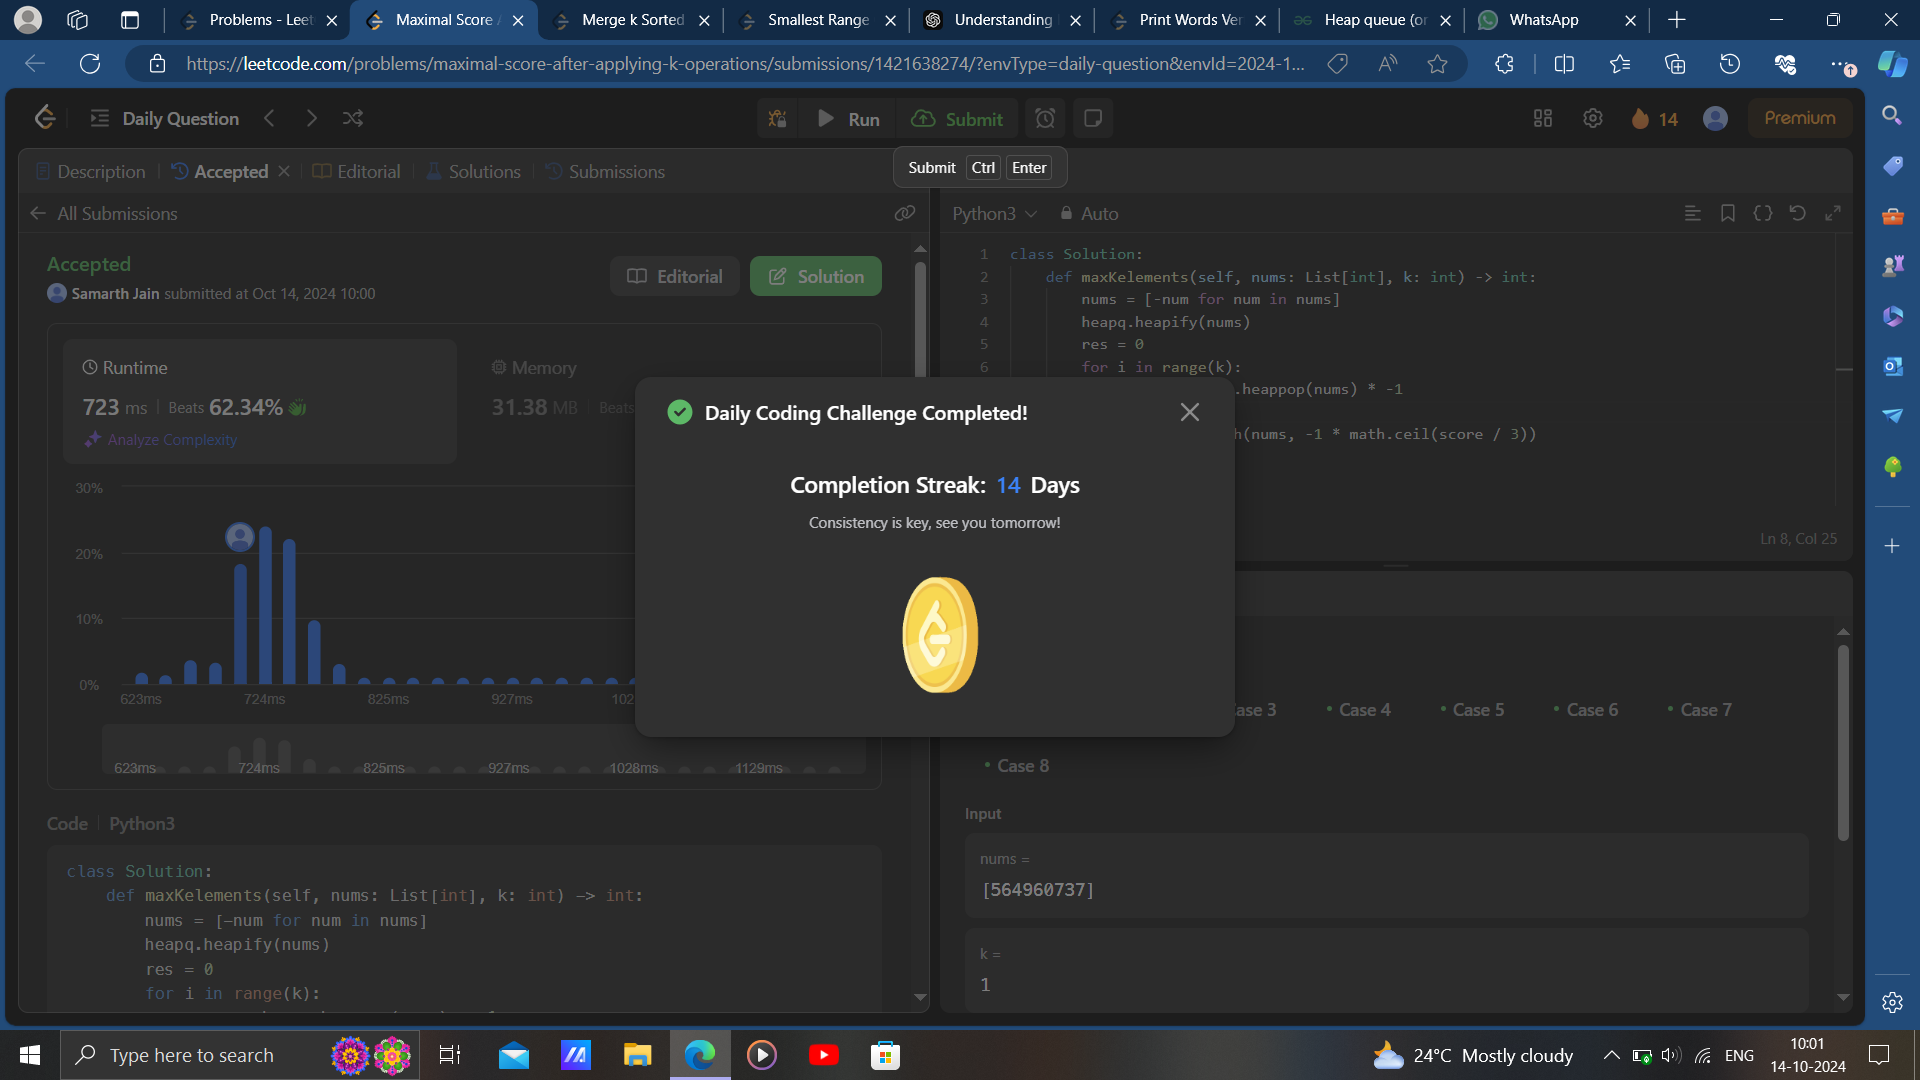 Problems - Leet
Maximal Score A
Merge k Sorted
Smallest Range
Understanding
Print Words Ver
Heap queue (or
WhatsApp
https://leetcode.com/problems/maximal-score-after-applying-k-operations/submissions/1421638274/?envType=daily-question&envId=2024-1...
Daily Question
Run
Submit
14
Premium
Description
Accepted
Editorial
Solutions
Submissions
Submit Ctrl Enter
All Submissions
Python3
Auto
Accepted
Samarth Jain submitted at Oct 14, 2024 10:00
Editorial
Solution
Runtime
723 ms
Beats 62.34%
Analyze Complexity
Memory
31.38 MB
Beats
30%
20%
10%
0%
623ms
724ms
825ms
927ms
102
623ms
724ms
825ms
927ms
1028ms
1129ms
Code
Python3
class Solution:
def maxKelements(self, nums: List[int], k: int) -> int:
nums = [-num for num in nums]
heapq.heapify(nums)
res = 0
for i in range(k):
1 class Solution:
2 def maxKelements(self, nums: List[int], k: int) -> int:
3 nums = [-num for num in nums]
4 heapq.heapify(nums)
5 res = 0
6 for i in range(k):
.heappop(nums) * -1
h(nums, -1 * math.ceil(score / 3))
Ln 8, Col 25
Daily Coding Challenge Completed!
Completion Streak: 14 Days
Consistency is key, see you tomorrow!
ase 3
Case 4
Case 5
Case 6
Case 7
Case 8
Input
nums =
[564960737]
k =
1
Type here to search
24°C Mostly cloudy
ENG
10:01
14-10-2024